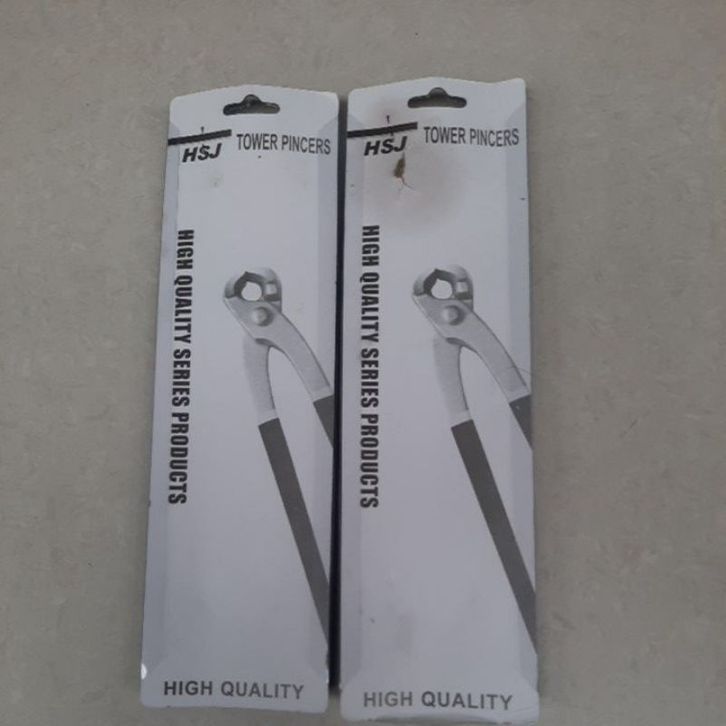 HSJ TOWER PINCERS
HIGH QUALITY SERIES PRODUCTS
HIGH QUALITY
HSJ TOWER PINCERS
HIGH QUALITY SERIES PRODUCTS
HIGH QUALITY